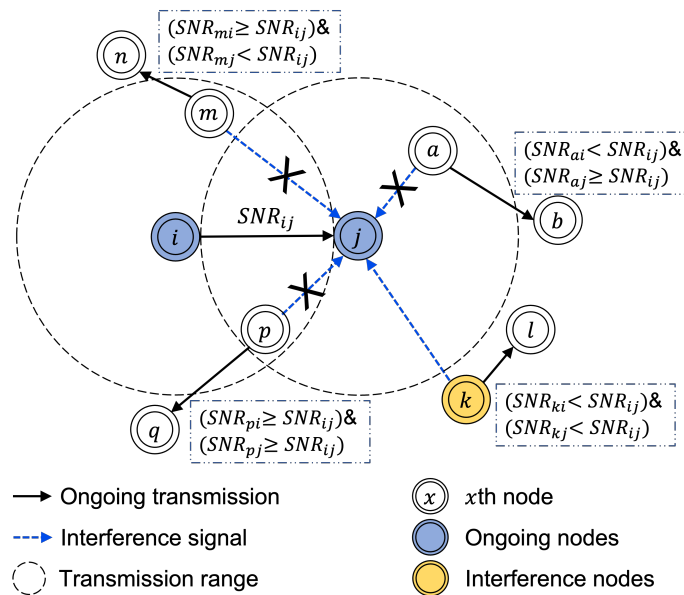 n
(SNR_mi ≥ SNR_ij)&
(SNR_mj < SNR_ij)
m
a
(SNR_ai < SNR_ij)&
(SNR_aj ≥ SNR_ij)
b
SNR_ij
i
j
p
l
k
(SNR_ki < SNR_ij)&
(SNR_kj < SNR_ij)
q
(SNR_pi ≥ SNR_ij)&
(SNR_pj ≥ SNR_ij)
Ongoing transmission
x
xth node
Interference signal
Ongoing nodes
Transmission range
Interference nodes